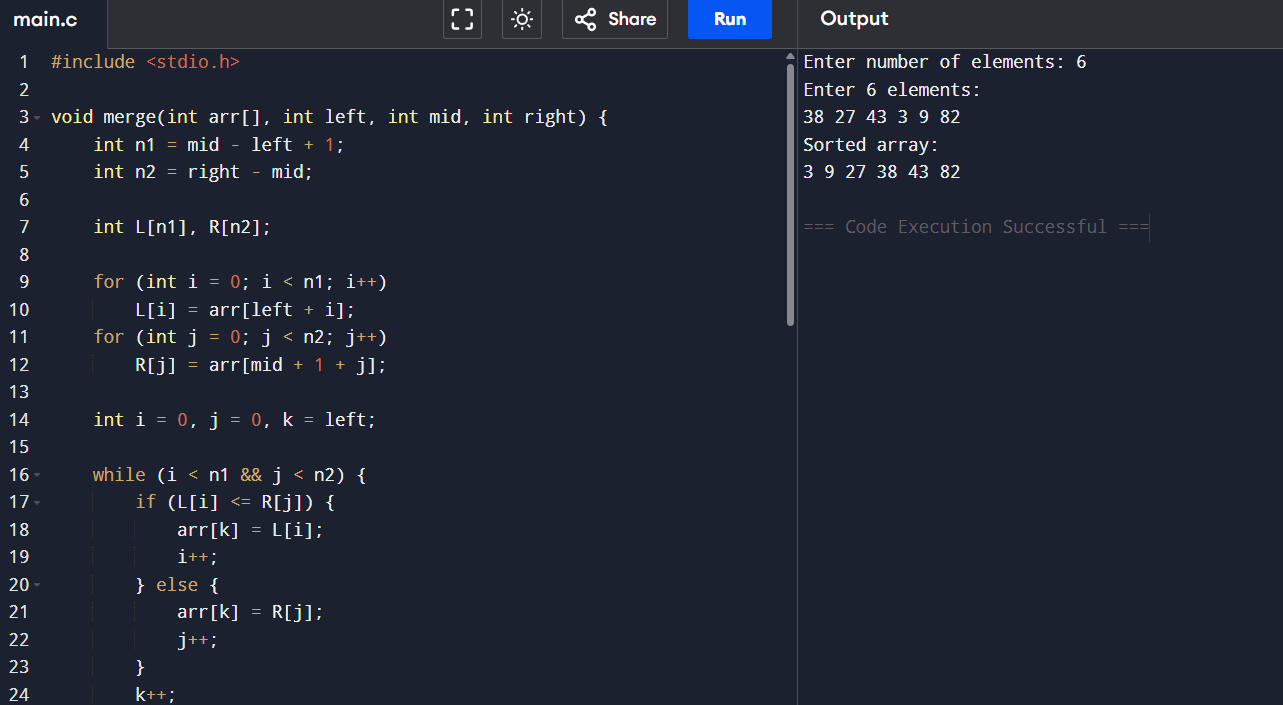 main.c
Share
Run
Output
1 #include <stdio.h>
2
3 void merge(int arr[], int left, int mid, int right) {
4     int n1 = mid - left + 1;
5     int n2 = right - mid;
6
7     int L[n1], R[n2];
8
9     for (int i = 0; i < n1; i++)
10         L[i] = arr[left + i];
11     for (int j = 0; j < n2; j++)
12         R[j] = arr[mid + 1 + j];
13
14     int i = 0, j = 0, k = left;
15
16     while (i < n1 && j < n2) {
17         if (L[i] <= R[j]) {
18             arr[k] = L[i];
19             i++;
20         } else {
21             arr[k] = R[j];
22             j++;
23         }
24         k++;
Enter number of elements: 6
Enter 6 elements:
38 27 43 3 9 82
Sorted array:
3 9 27 38 43 82
=== Code Execution Successful ===